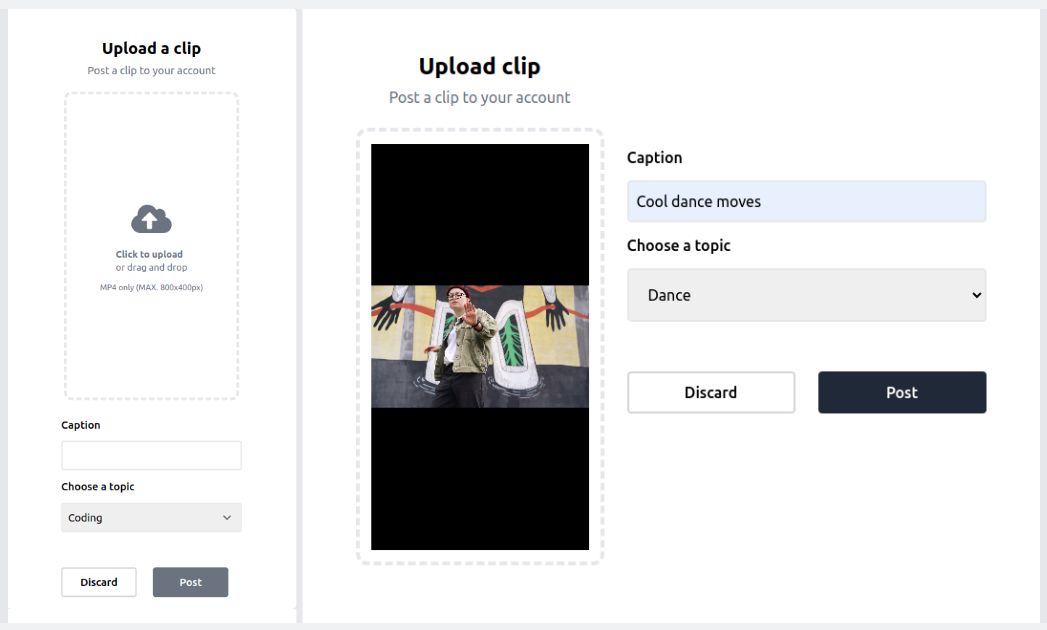 Upload a clip
Post a clip to your account
Click to upload
or drag and drop
MP4 only (MAX. 800x400px)
Caption
Choose a topic
Coding
Discard
Post
Upload clip
Post a clip to your account
Caption
Cool dance moves
Choose a topic
Dance
Discard
Post